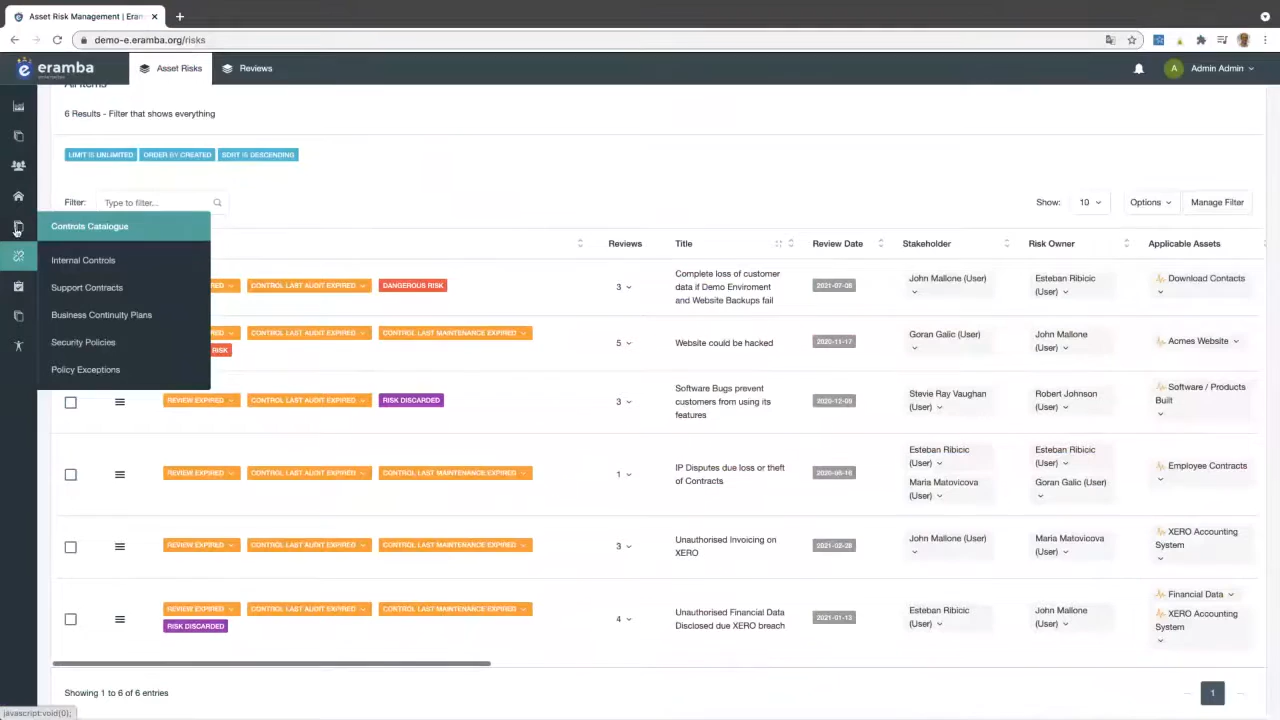 Asset Risk Management | Eram
demo-e.eramba.org/risks
eramba
Asset Risks
Reviews
Admin Admin
All Items
6 Results - Filter that shows everything
LIMIT IS UNLIMITED
ORDER BY CREATED
SORT IS DESCENDING
Filter:
Type to filter...
Show:
10
Options
Manage Filter
Controls Catalogue
Internal Controls
Support Contracts
Business Continuity Plans
Security Policies
Policy Exceptions
Reviews
Title
Review Date
Stakeholder
Risk Owner
Applicable Assets
RED
CONTROL LAST AUDIT EXPIRED
DANGEROUS RISK
3
Complete loss of customer
data if Demo Enviroment
and Website Backups fail
2021-07-08
John Mallone (User)
Esteban Ribicic
(User)
Download Contacts
RED
CONTROL LAST AUDIT EXPIRED
CONTROL LAST MAINTENANCE EXPIRED
RISK
5
Website could be hacked
2020-11-17
Goran Galic (User)
John Mallone
(User)
Acmes Website
REVIEW EXPIRED
CONTROL LAST AUDIT EXPIRED
RISK DISCARDED
3
Software Bugs prevent
customers from using its
features
2020-12-09
Stevie Ray Vaughan
(User)
Robert Johnson
(User)
Software / Products
Built
REVIEW EXPIRED
CONTROL LAST AUDIT EXPIRED
CONTROL LAST MAINTENANCE EXPIRED
1
IP Disputes due loss or theft
of Contracts
Esteban Ribicic
(User)
Maria Matovicova
(User)
Esteban Ribicic
(User)
Goran Galic (User)
Employee Contracts
REVIEW EXPIRED
CONTROL LAST AUDIT EXPIRED
CONTROL LAST MAINTENANCE EXPIRED
3
Unauthorised Invoicing on
XERO
2021-02-28
John Mallone (User)
Maria Matovicova
(User)
XERO Accounting
System
REVIEW EXPIRED
CONTROL LAST AUDIT EXPIRED
CONTROL LAST MAINTENANCE EXPIRED
RISK DISCARDED
4
Unauthorised Financial Data
Disclosed due XERO breach
2021-01-13
Esteban Ribicic
(User)
John Mallone
(User)
Financial Data
XERO Accounting
System
Showing 1 to 6 of 6 entries
1
javascript:void(0);